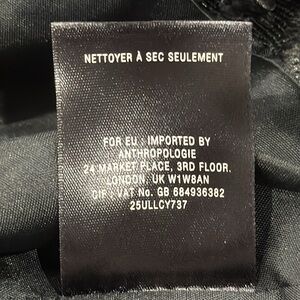 NETTOYER À SEC SEULEMENT
FOR EU : IMPORTED BY
ANTHROPOLOGIE
24 MARKET PLACE, 3RD FLOOR.
LONDON, UK W1W8AN
CIF : VAT No. GB 684936382
25ULLCY737